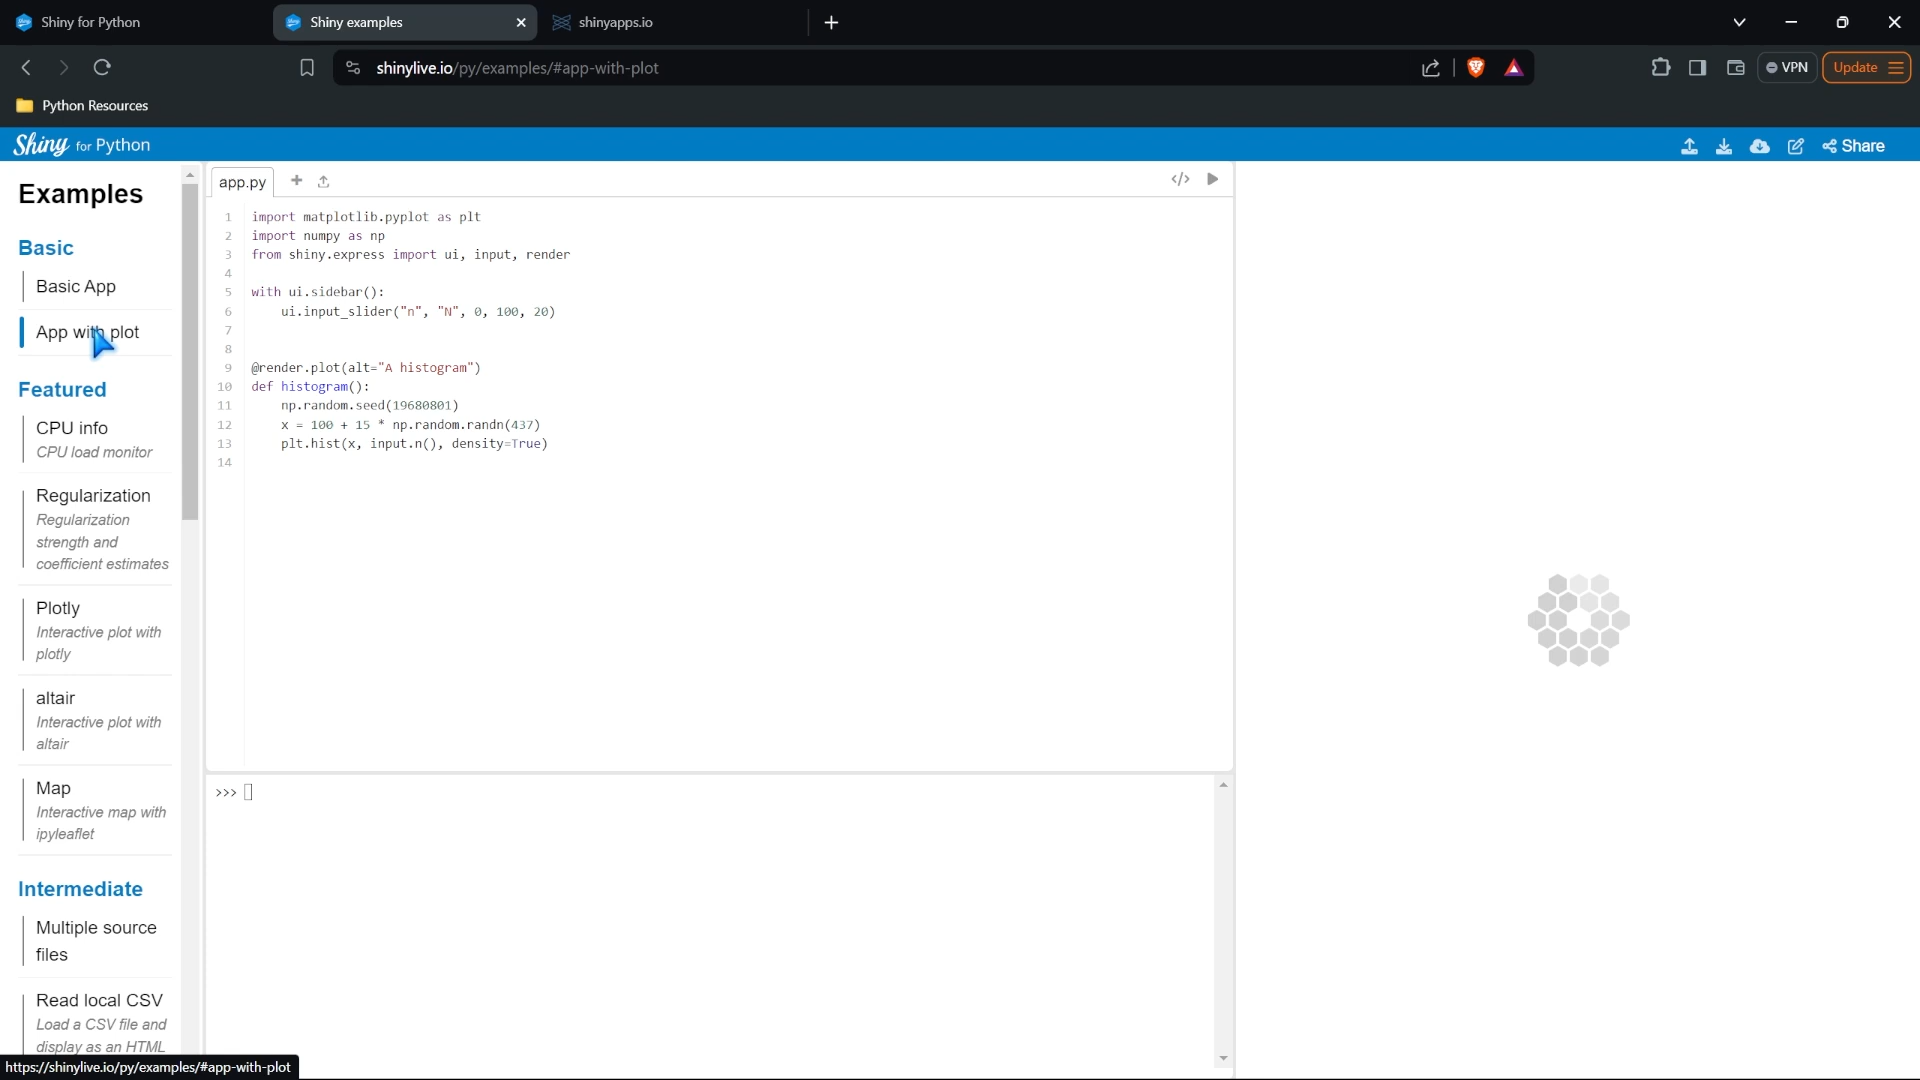 Shiny for Python
Shiny examples
shinyapps.io
shinylive.io/py/examples/#app-with-plot
VPN
Update
Python Resources
Shiny for Python
Share
Examples
Basic
Basic App
App with plot
Featured
CPU info
CPU load monitor
Regularization
Regularization
strength and
coefficient estimates
Plotly
Interactive plot with
plotly
altair
Interactive plot with
altair
Map
Interactive map with
ipyleaflet
Intermediate
Multiple source
files
Read local CSV
Load a CSV file and
display as an HTML
https://shinylive.io/py/examples/#app-with-plot
app.py
1 import matplotlib.pyplot as plt
2 import numpy as np
3 from shiny.express import ui, input, render
4
5 with ui.sidebar():
6 ui.input_slider("n", "N", 0, 100, 20)
7
8
9 @render.plot(alt="A histogram")
10 def histogram():
11 np.random.seed(19680801)
12 x = 100 + 15 * np.random.randn(437)
13 plt.hist(x, input.n(), density=True)
14
>>>